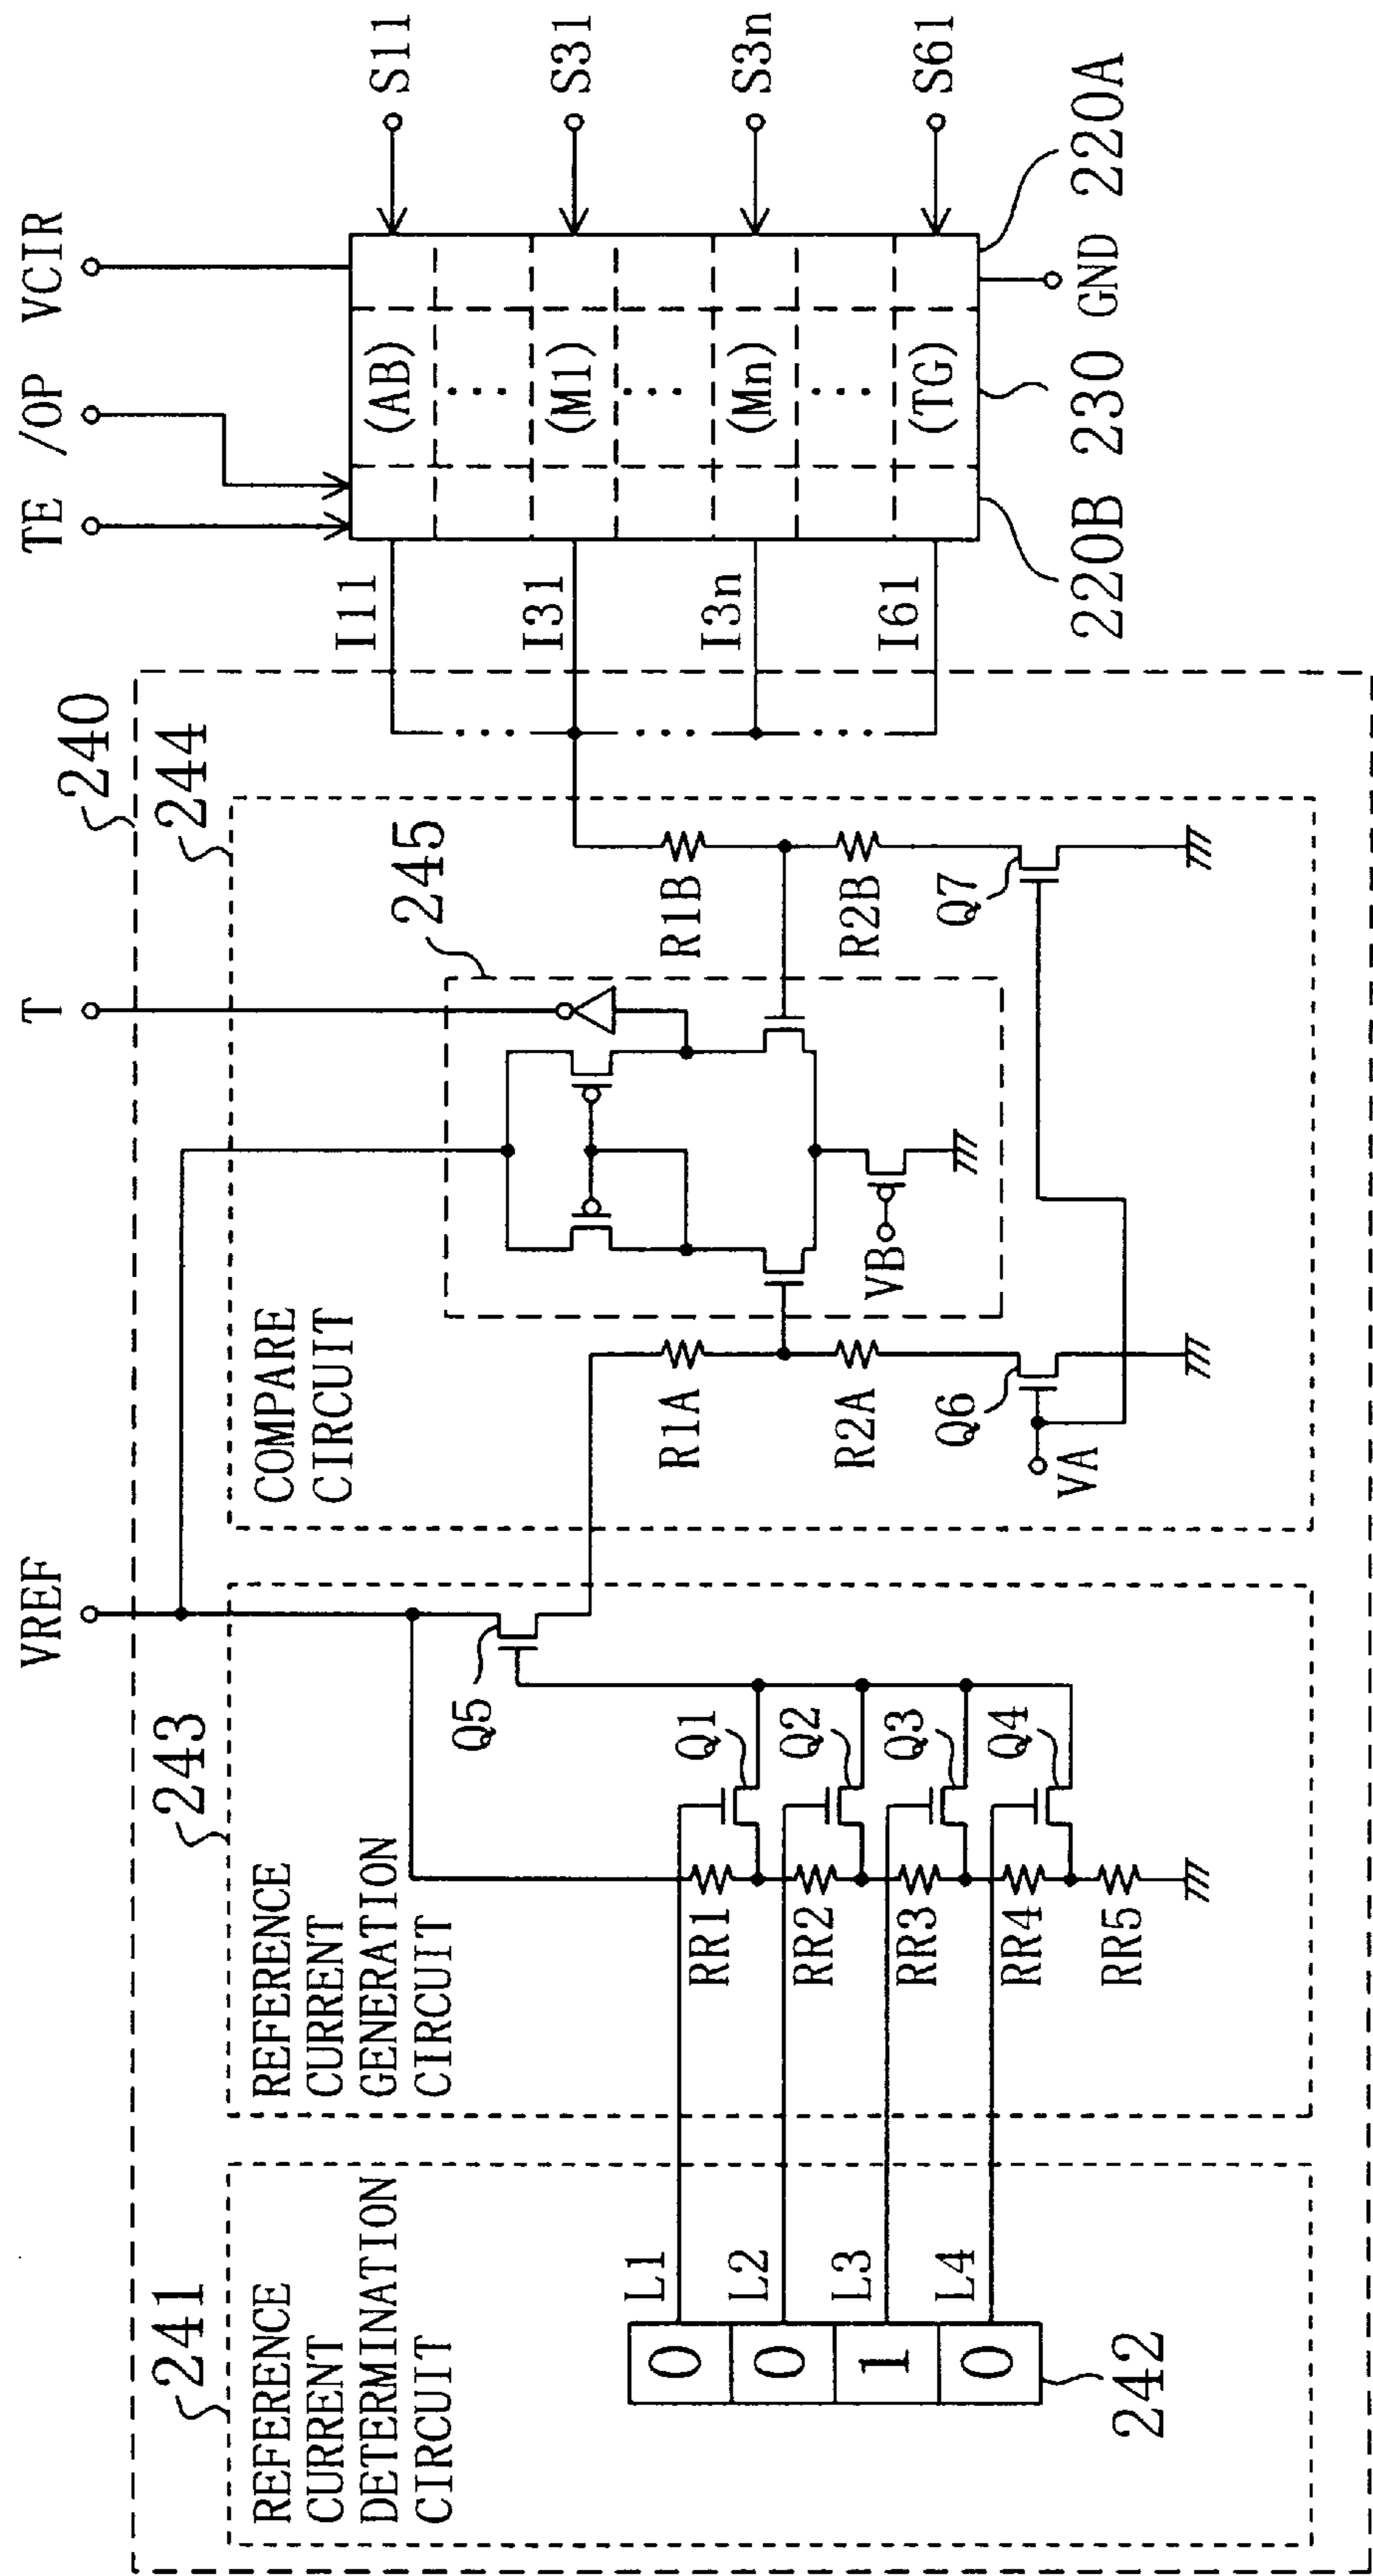 VREF
T
TE
/OP
VCIR
240
241
REFERENCE
CURRENT
DETERMINATION
CIRCUIT
243
REFERENCE
CURRENT
GENERATION
CIRCUIT
244
COMPARE
CIRCUIT
245
L1
L2
L3
L4
0
0
1
0
242
Q5
Q1
Q2
Q3
Q4
RR1
RR2
RR3
RR4
RR5
R1A
R2A
Q6
VA
VB
R1B
R2B
Q7
I11
I31
I3n
I61
(AB)
...
(M1)
...
(Mn)
...
(TG)
S11
S31
S3n
S61
220B
230
GND
220A